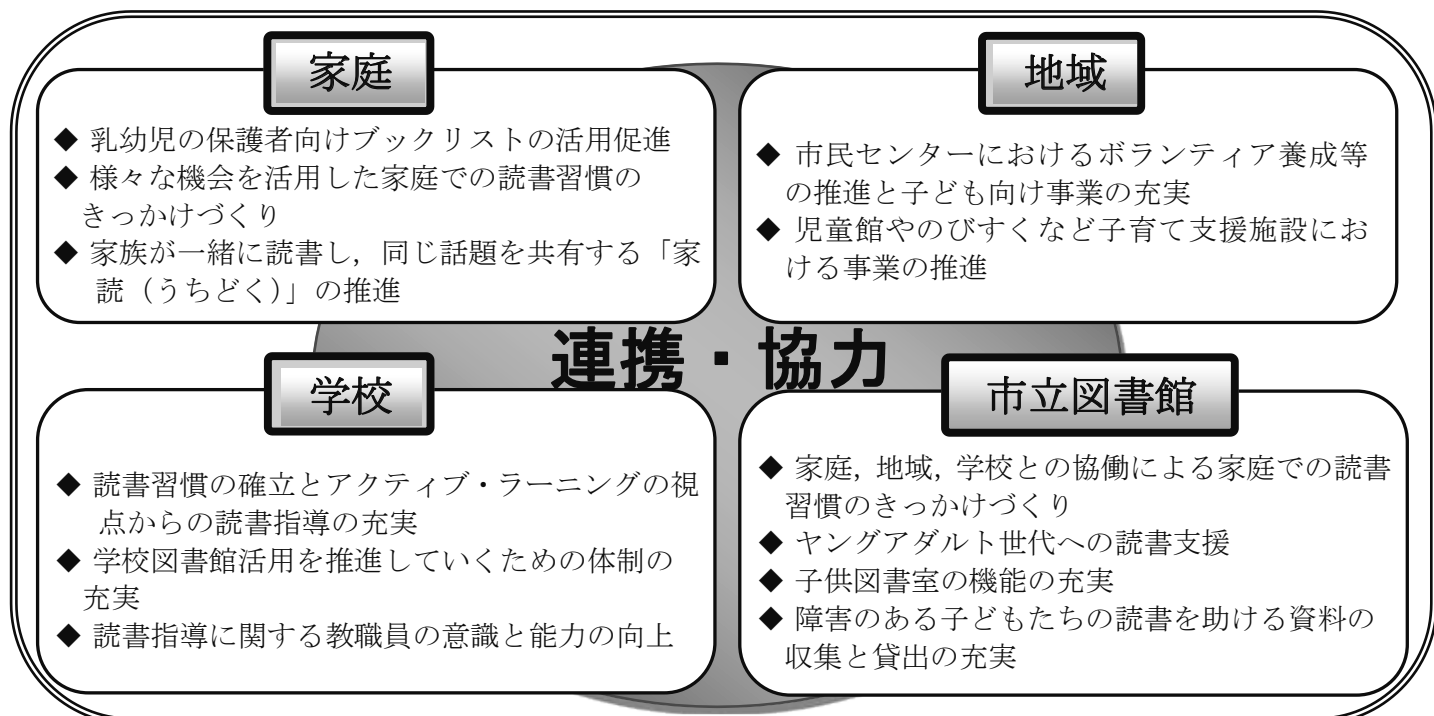 家庭
◆ 乳幼児の保護者向けブックリストの活用促進
◆ 様々な機会を活用した家庭での読書習慣の
きっかけづくり
◆ 家族が一緒に読書し，同じ話題を共有する「家
読（うちどく）」の推進
地域
◆ 市民センターにおけるボランティア養成等
の推進と子ども向け事業の充実
◆ 児童館やのびすくなど子育て支援施設にお
ける事業の推進
連携・協力
学校
◆ 読書習慣の確立とアクティブ・ラーニングの視
点からの読書指導の充実
◆ 学校図書館活用を推進していくための体制の
充実
◆ 読書指導に関する教職員の意識と能力の向上
市立図書館
◆ 家庭，地域，学校との協働による家庭での読書
習慣のきっかけづくり
◆ ヤングアダルト世代への読書支援
◆ 子供図書室の機能の充実
◆ 障害のある子どもたちの読書を助ける資料の
収集と貸出の充実